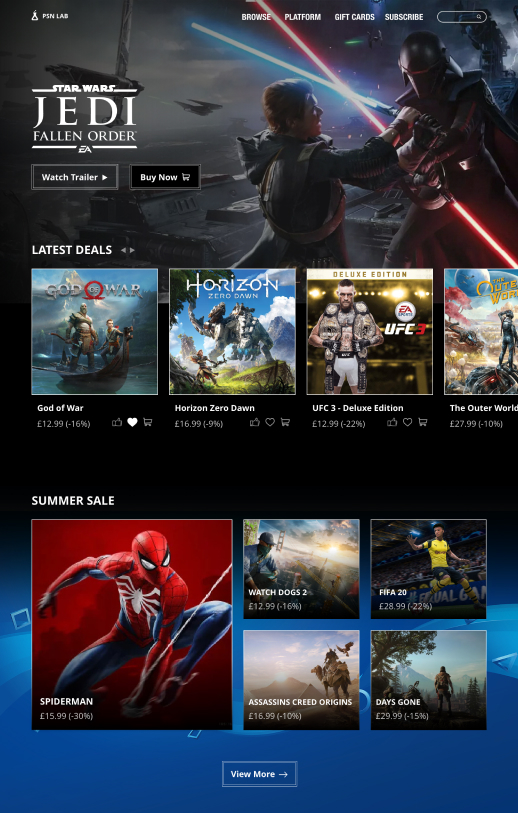 PSN LAB
BROWSE PLATFORM GIFT CARDS SUBSCRIBE
STAR WARS
JEDI
FALLEN ORDER
EA
Watch Trailer
Buy Now
LATEST DEALS
GOD OF WAR
HORIZON
ZERO DAWN
DELUXE EDITION
EA
SPORTS
UFC 3
God of War
£12.99 (-16%)
Horizon Zero Dawn
£16.99 (-9%)
UFC 3 - Deluxe Edition
£12.99 (-22%)
The Outer World
£27.99 (-10%)
SUMMER SALE
SPIDERMAN
£15.99 (-30%)
WATCH DOGS 2
£12.99 (-16%)
FIFA 20
£28.99 (-22%)
ASSASSINS CREED ORIGINS
£16.99 (-10%)
DAYS GONE
£29.99 (-15%)
View More